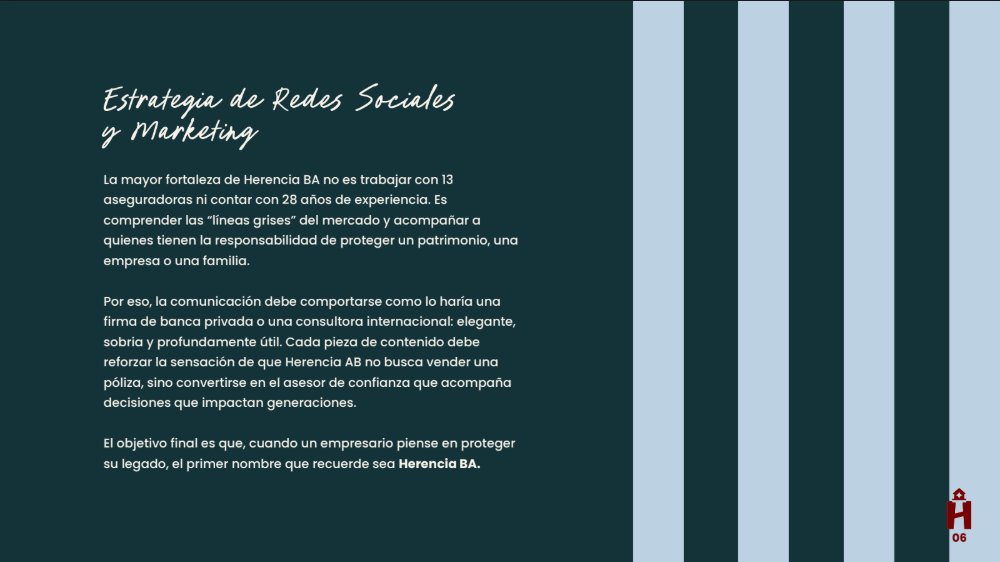 Estrategia de Redes Sociales
y Marketing
La mayor fortaleza de Herencia BA no es trabajar con 13
aseguradoras ni contar con 28 años de experiencia. Es
comprender las “líneas grises” del mercado y acompañar a
quienes tienen la responsabilidad de proteger un patrimonio, una
empresa o una familia.
Por eso, la comunicación debe comportarse como lo haría una
firma de banca privada o una consultora internacional: elegante,
sobria y profundamente útil. Cada pieza de contenido debe
reforzar la sensación de que Herencia AB no busca vender una
póliza, sino convertirse en el asesor de confianza que acompaña
decisiones que impactan generaciones.
El objetivo final es que, cuando un empresario piense en proteger
su legado, el primer nombre que recuerde sea Herencia BA.
H
06